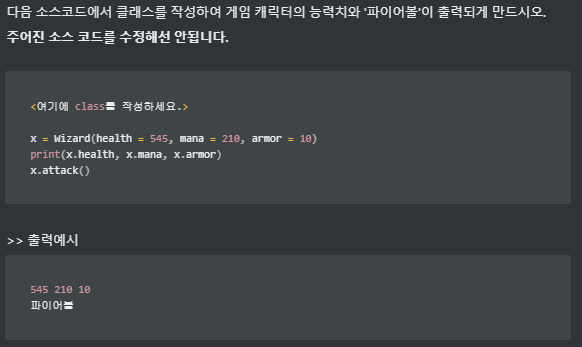 다음 소스코드에서 클래스를 작성하여 게임 캐릭터의 능력치와 '파이어볼'이 출력되게 만드시오.
주어진 소스 코드를 수정해선 안됩니다.
<여기에 class를 작성하세요.>
x = Wizard(health = 545, mana = 210, armor = 10)
print(x.health, x.mana, x.armor)
x.attack()
>> 출력예시
545 210 10
파이어볼